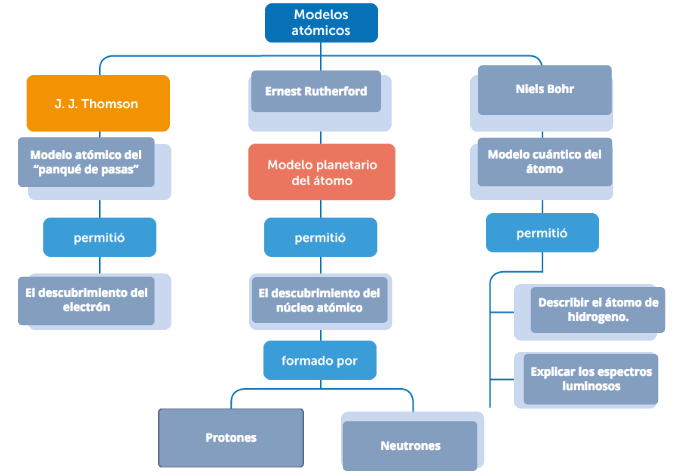 Modelos
atómicos
J. J. Thomson
Ernest Rutherford
Niels Bohr
Modelo atómico del
“panqué de pasas”
Modelo planetario
del átomo
Modelo cuántico del
átomo
permitió
permitió
permitió
El descubrimiento del
electrón
El descubrimiento del
núcleo atómico
Describir el átomo de
hidrogeno.
formado por
Explicar los espectros
luminosos
Protones
Neutrones